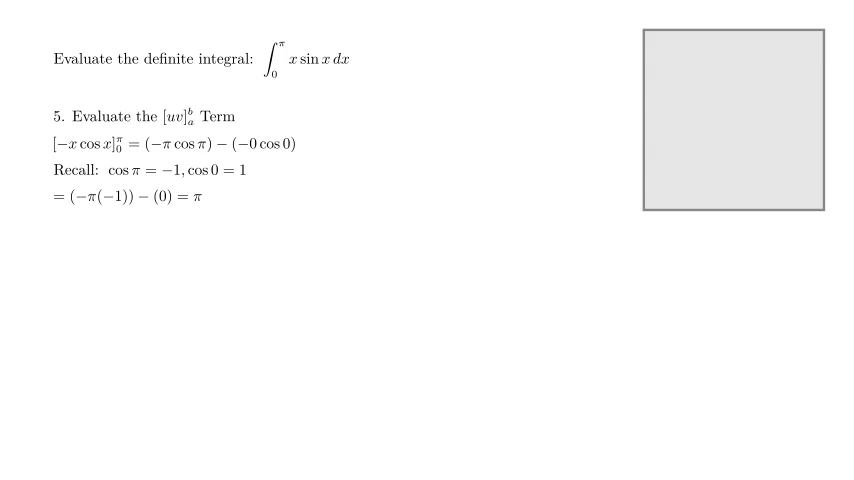 Evaluate the definite integral: $\int_0^{\pi} x \sin x \, dx$
5. Evaluate the $[uv]_a^b$ Term
$[-x \cos x]_0^{\pi} = (-\pi \cos \pi) - (-0 \cos 0)$
Recall: $\cos \pi = -1, \cos 0 = 1$
$= (-\pi(-1)) - (0) = \pi$